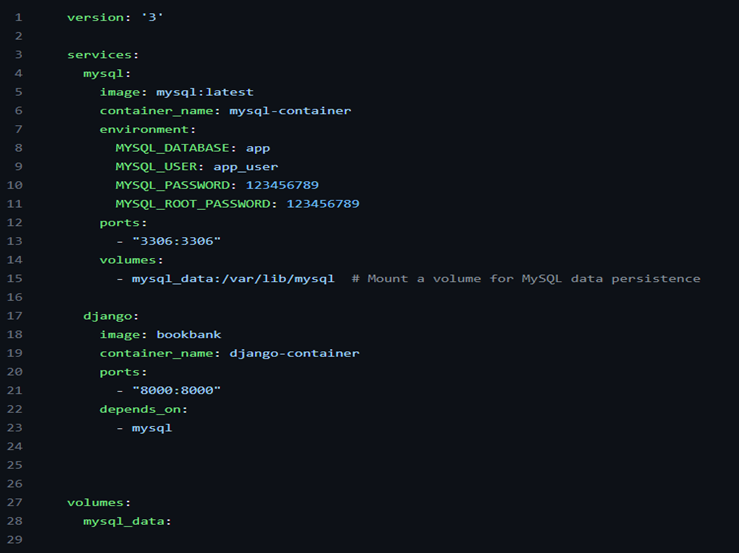 1 version: '3'
2
3 services:
4   mysql:
5     image: mysql:latest
6     container_name: mysql-container
7     environment:
8       MYSQL_DATABASE: app
9       MYSQL_USER: app_user
10       MYSQL_PASSWORD: 123456789
11       MYSQL_ROOT_PASSWORD: 123456789
12     ports:
13       - "3306:3306"
14     volumes:
15       - mysql_data:/var/lib/mysql  # Mount a volume for MySQL data persistence
16
17   django:
18     image: bookbank
19     container_name: django-container
20     ports:
21       - "8000:8000"
22     depends_on:
23       - mysql
24
25
26
27 volumes:
28   mysql_data:
29